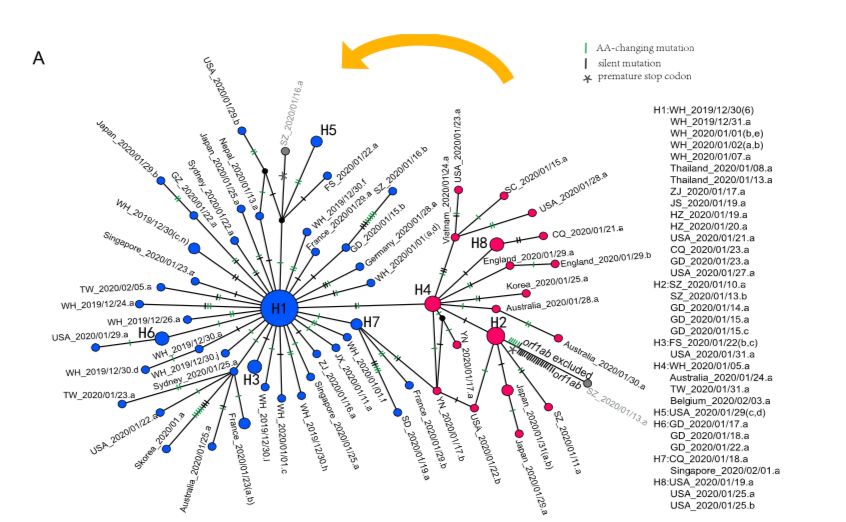 A
AA-changing mutation
silent mutation
premature stop codon
USA_2020/01/29.b
SZ_2020/01/16.a
H5
Japan_2020/01/29.b
GZ_2020/01/22.a
Sydney_2020/01/22.a
Japan_2020/01/25.a
Nepal_2020/01/13.a
FS_2020/01/22.a
SZ_2020/01/16.b
WH_2019/12/30.f
France_2020/01/29.a
GD_2020/01/15.b
Germany_2020/01/28.a
WH_2020/01/01(a,d)
WH_2019/12/30(c,n)
Singapore_2020/01/23.a
TW_2020/02/05.a
WH_2019/12/24.a
WH_2019/12/26.a
USA_2020/01/29.a
H6
WH_2019/12/30.e
WH_2019/12/30.d
WH_2019/12/30.j
Sydney_2020/01/25.a
TW_2020/01/23.a
USA_2020/01/22.a
Skorea_2020/01.a
Australia_2020/01/25.a
France_2020/01/23(a,b)
H1
H3
WH_2019/12/30.i
WH_2020/01/01.c
WH_2019/12/30.h
Singapore_2020/01/25.a
ZJ_2020/01/16.a
JX_2020/01/11.a
WH_2020/01/01.f
H7
SD_2020/01/19.a
France_2020/01/29.b
YN_2020/01/17.b
YN_2020/01/17.a
USA_2020/01/22.b
H4
Vietnam_2020/01/24.a
USA_2020/01/23.a
SC_2020/01/15.a
USA_2020/01/28.a
H8
CQ_2020/01/21.a
England_2020/01/29.a
England_2020/01/29.b
Korea_2020/01/25.a
Australia_2020/01/28.a
H2
orf1ab excluded
orf1ab
Australia_2020/01/30.a
SZ_2020/01/13.a
SZ_2020/01/11.a
Japan_2020/01/31(a,b)
Japan_2020/01/29.a
H1:WH_2019/12/30(6)
WH_2019/12/31.a
WH_2020/01/01(b,e)
WH_2020/01/02(a,b)
WH_2020/01/07.a
Thailand_2020/01/08.a
Thailand_2020/01/13.a
ZJ_2020/01/17.a
JS_2020/01/19.a
HZ_2020/01/19.a
HZ_2020/01/20.a
USA_2020/01/21.a
CQ_2020/01/23.a
GD_2020/01/23.a
USA_2020/01/27.a
H2:SZ_2020/01/10.a
SZ_2020/01/13.b
GD_2020/01/14.a
GD_2020/01/15.a
GD_2020/01/15.c
H3:FS_2020/01/22(b,c)
USA_2020/01/31.a
H4:WH_2020/01/05.a
Australia_2020/01/24.a
TW_2020/01/31.a
Belgium_2020/02/03.a
H5:USA_2020/01/29(c,d)
H6:GD_2020/01/17.a
GD_2020/01/18.a
GD_2020/01/22.a
H7:CQ_2020/01/18.a
Singapore_2020/02/01.a
H8:USA_2020/01/19.a
USA_2020/01/25.a
USA_2020/01/25.b